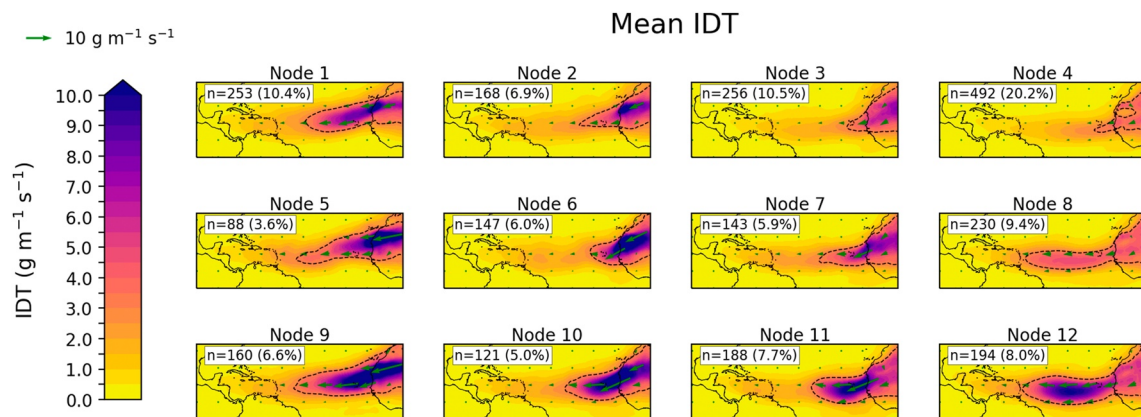 Mean IDT
10 g m⁻¹ s⁻¹
IDT (g m⁻¹ s⁻¹)
10.0
9.0
8.0
7.0
6.0
5.0
4.0
3.0
2.0
1.0
0.0
Node 1
n=253 (10.4%)
Node 2
n=168 (6.9%)
Node 3
n=256 (10.5%)
Node 4
n=492 (20.2%)
Node 5
n=88 (3.6%)
Node 6
n=147 (6.0%)
Node 7
n=143 (5.9%)
Node 8
n=230 (9.4%)
Node 9
n=160 (6.6%)
Node 10
n=121 (5.0%)
Node 11
n=188 (7.7%)
Node 12
n=194 (8.0%)